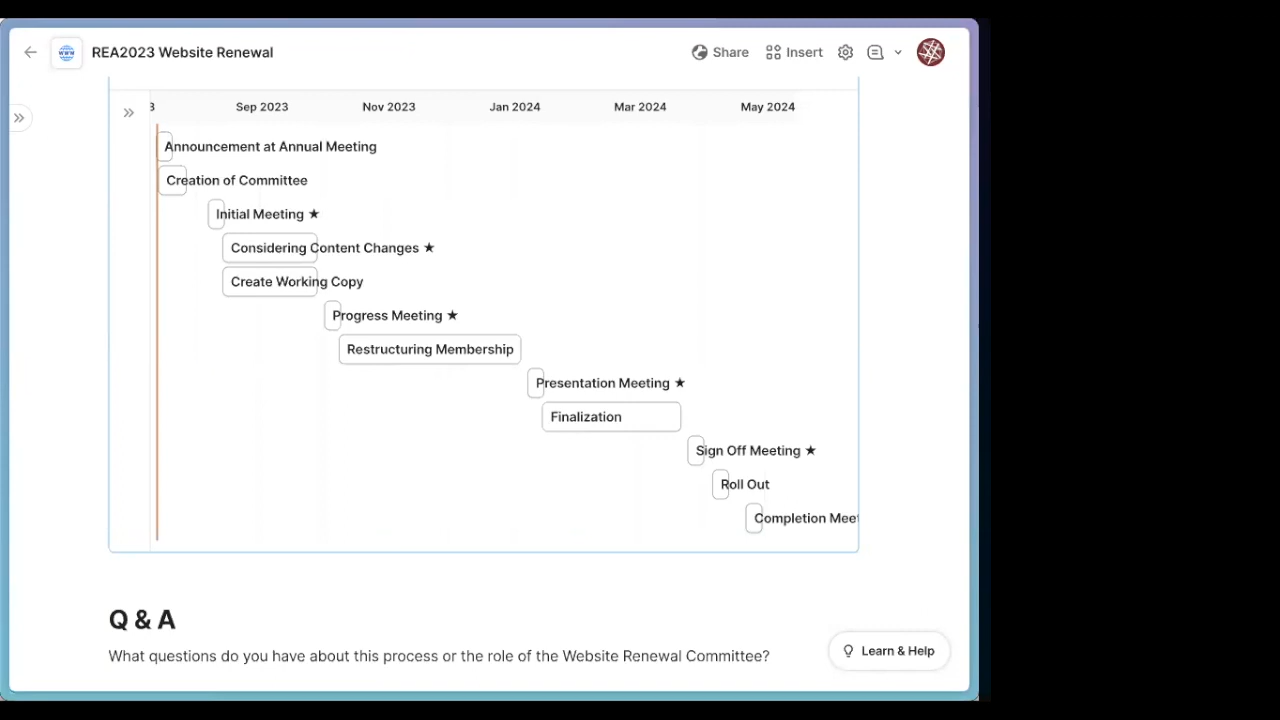 REA2023 Website Renewal
Share
Insert
3 Sep 2023 Nov 2023 Jan 2024 Mar 2024 May 2024
Announcement at Annual Meeting
Creation of Committee
Initial Meeting ★
Considering Content Changes ★
Create Working Copy
Progress Meeting ★
Restructuring Membership
Presentation Meeting ★
Finalization
Sign Off Meeting ★
Roll Out
Completion Meet
Q & A
What questions do you have about this process or the role of the Website Renewal Committee?
Learn & Help